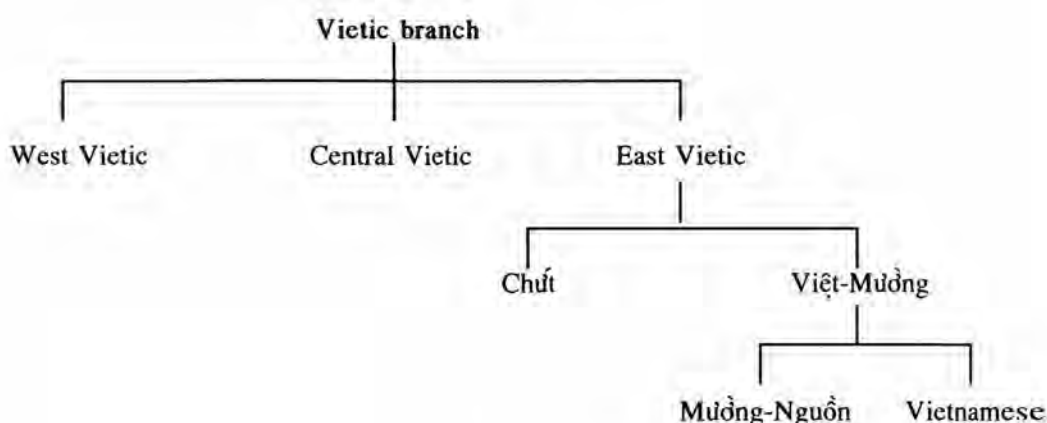 Vietic branch
West Vietic Central Vietic East Vietic
Chứt Việt-Mường
Mường-Nguồn Vietnamese